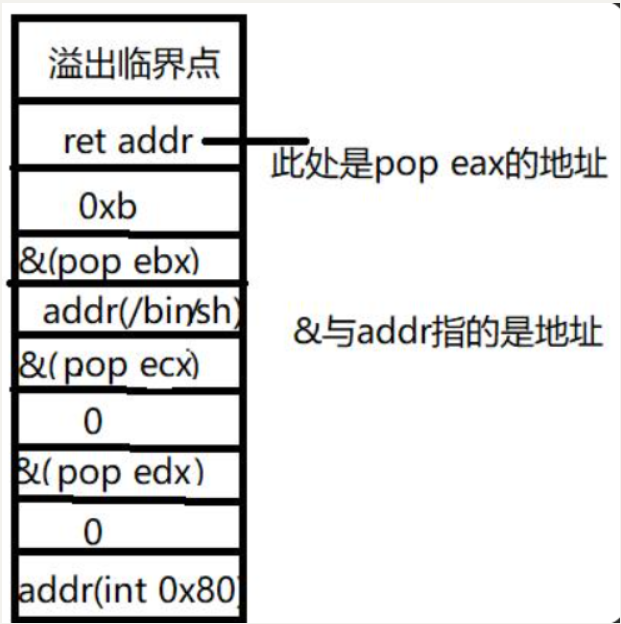 溢出临界点
ret addr
此处是pop eax的地址
0xb
&(pop ebx)
addr(/bin/sh)
&与addr指的是地址
&(pop ecx)
0
&(pop edx)
0
addr(int 0x80)